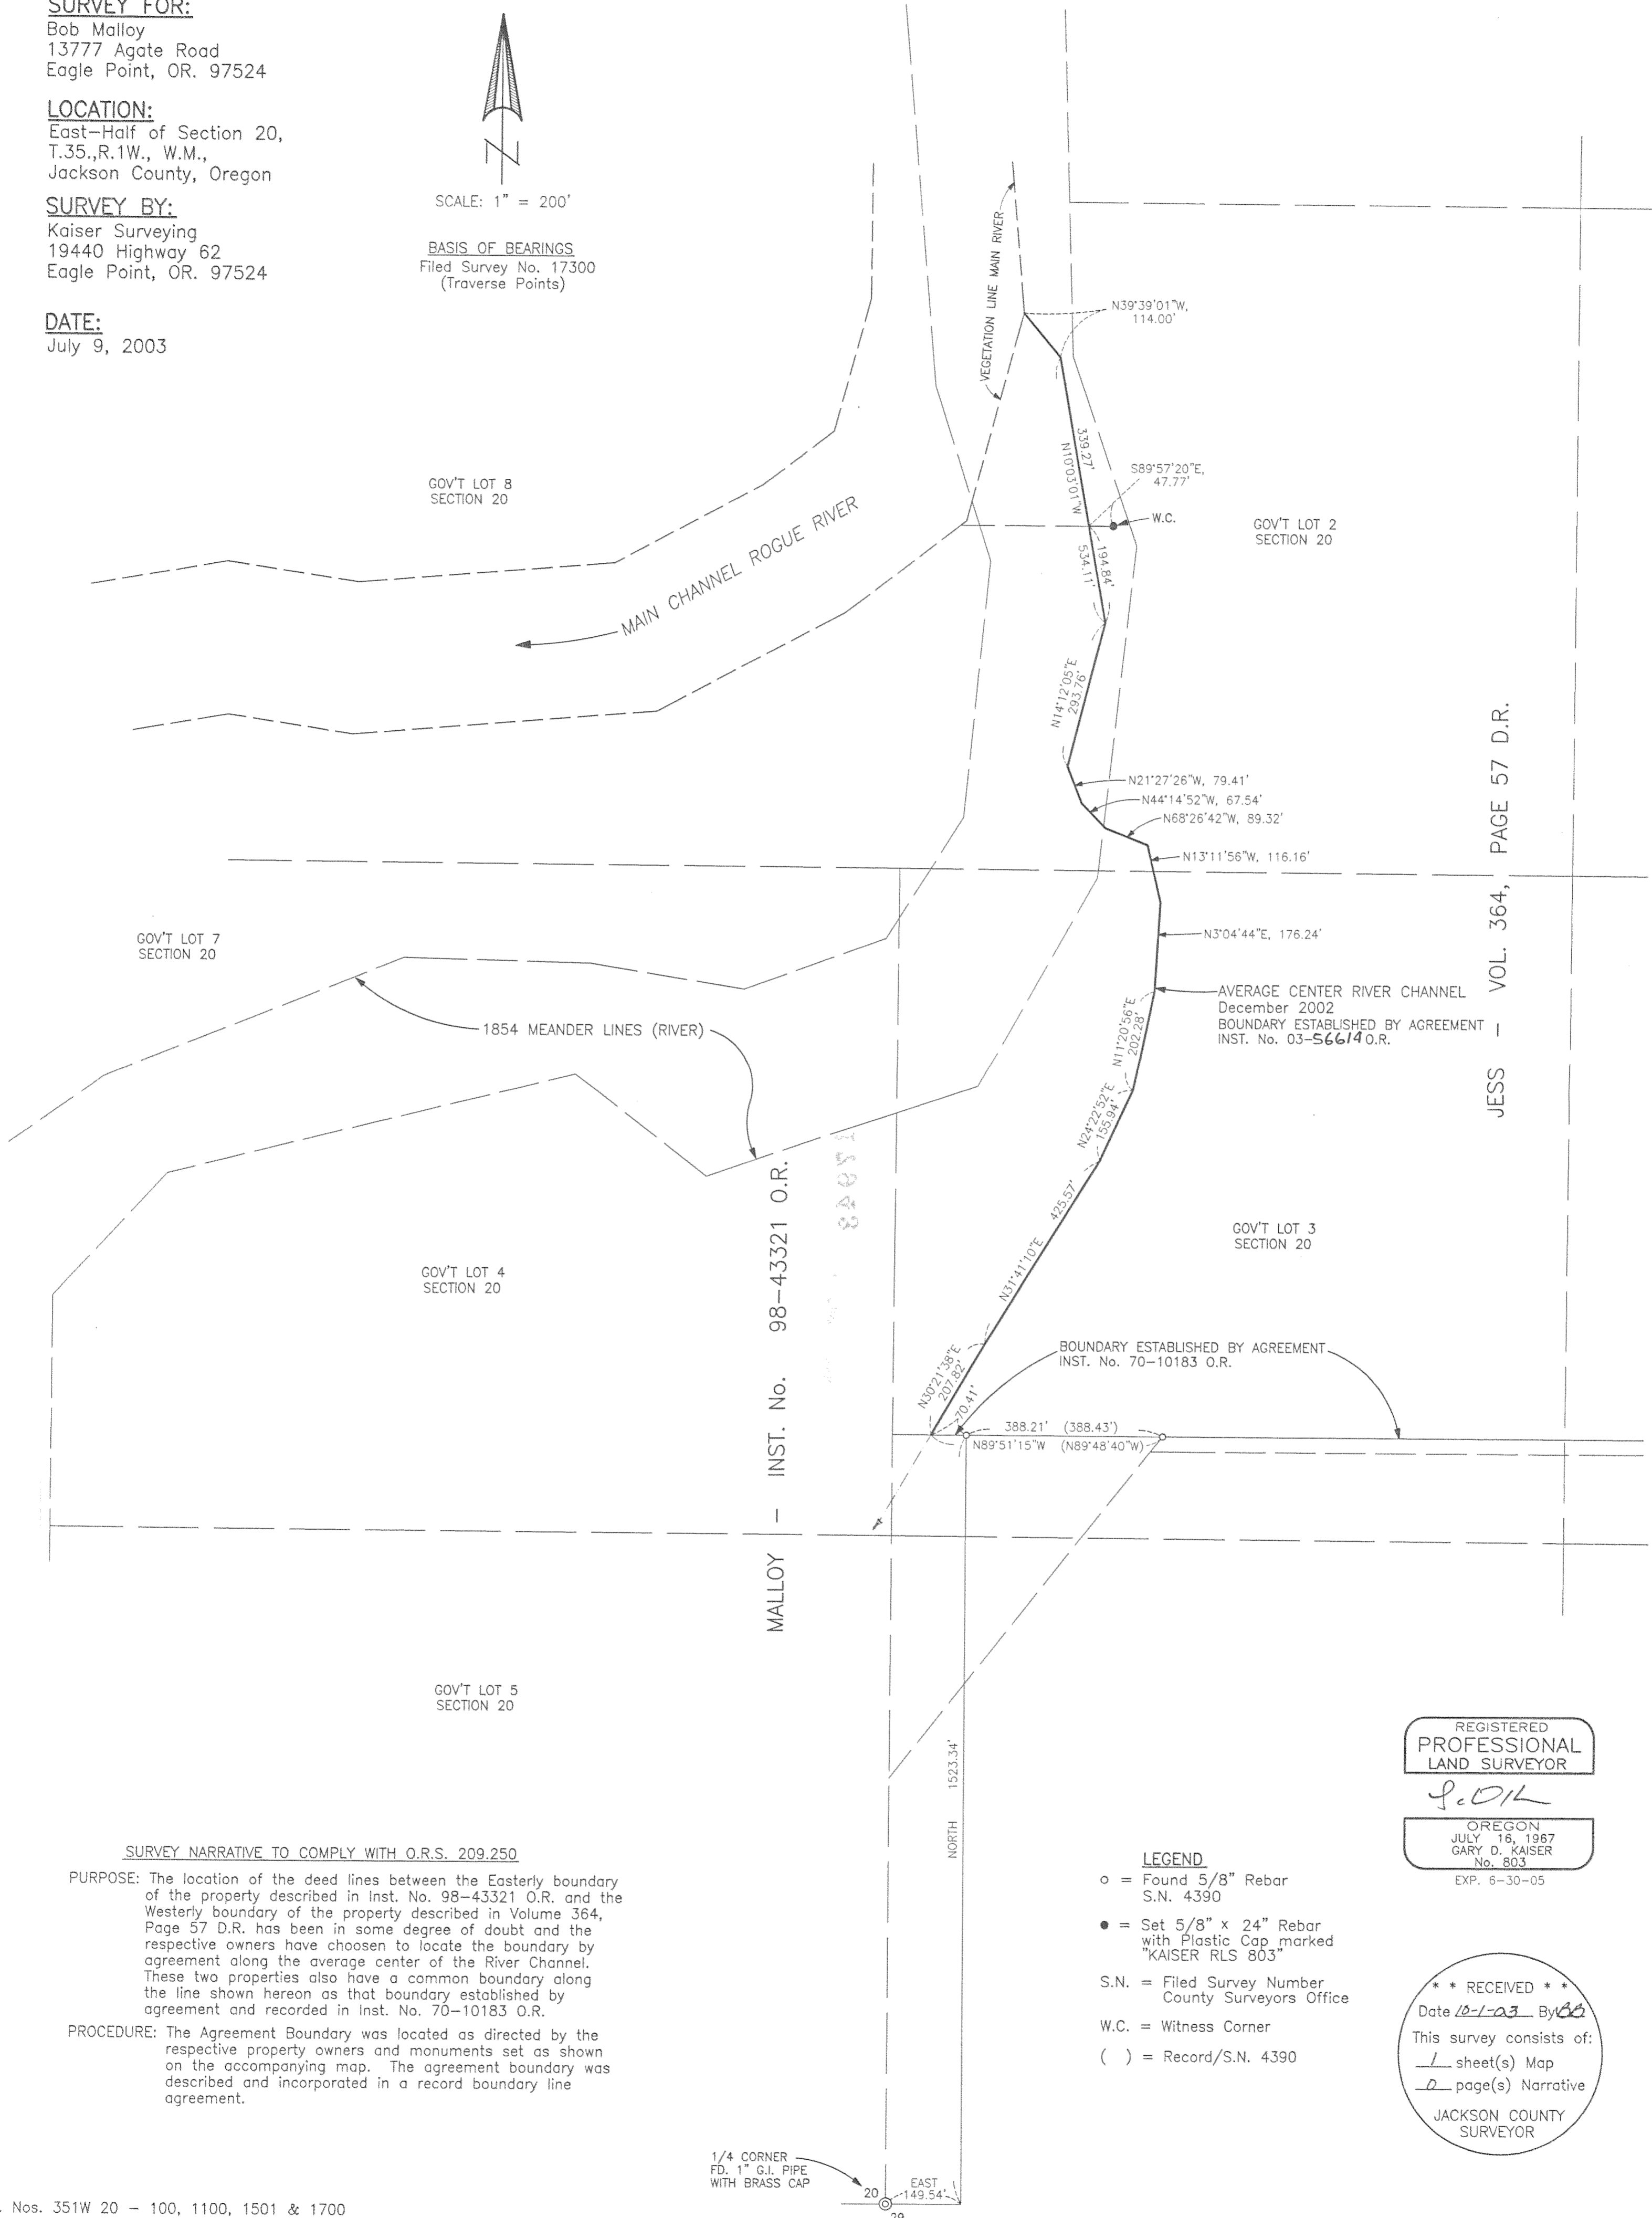 SURVEY FOR:
Bob Malloy
13777 Agate Road
Eagle Point, OR. 97524
LOCATION:
East-Half of Section 20,
T.35.,R.1W., W.M.,
Jackson County, Oregon
SURVEY BY:
Kaiser Surveying
19440 Highway 62
Eagle Point, OR. 97524
DATE:
July 9, 2003
N
SCALE: 1" = 200'
BASIS OF BEARINGS
Filed Survey No. 17300
(Traverse Points)
VEGETATION LINE MAIN RIVER
N39°39'01"W,
114.00'
339.27'
N10°03'01"W
534.11'
194.84'
S89°57'20"E,
47.77'
W.C.
GOV'T LOT 8
SECTION 20
GOV'T LOT 2
SECTION 20
MAIN CHANNEL ROGUE RIVER
N14°12'05"E
293.76'
N21°27'26"W, 79.41'
N44°14'52"W, 67.54'
N68°26'42"W, 89.32'
N13°11'56"W, 116.16'
N3°04'44"E, 176.24'
JESS - VOL. 364, PAGE 57 D.R.
GOV'T LOT 7
SECTION 20
1854 MEANDER LINES (RIVER)
AVERAGE CENTER RIVER CHANNEL
December 2002
BOUNDARY ESTABLISHED BY AGREEMENT
INST. No. 03-56614 O.R.
N11°20'56"E
202.28'
N24°22'52"E
155.94'
N31°41'10"E 425.57'
GOV'T LOT 3
SECTION 20
GOV'T LOT 4
SECTION 20
MALLOY - INST. No. 98-43321 O.R.
BOUNDARY ESTABLISHED BY AGREEMENT
INST. No. 70-10183 O.R.
N30°21'38"E
207.82'
70.41'
388.21' (388.43')
N89°51'15"W (N89°48'40"W)
GOV'T LOT 5
SECTION 20
NORTH 1523.34'
SURVEY NARRATIVE TO COMPLY WITH O.R.S. 209.250
PURPOSE: The location of the deed lines between the Easterly boundary
of the property described in Inst. No. 98-43321 O.R. and the
Westerly boundary of the property described in Volume 364,
Page 57 D.R. has been in some degree of doubt and the
respective owners have choosen to locate the boundary by
agreement along the average center of the River Channel.
These two properties also have a common boundary along
the line shown hereon as that boundary established by
agreement and recorded in Inst. No. 70-10183 O.R.
PROCEDURE: The Agreement Boundary was located as directed by the
respective property owners and monuments set as shown
on the accompanying map. The agreement boundary was
described and incorporated in a record boundary line
agreement.
LEGEND
o = Found 5/8" Rebar
S.N. 4390
● = Set 5/8" x 24" Rebar
with Plastic Cap marked
"KAISER RLS 803"
S.N. = Filed Survey Number
County Surveyors Office
W.C. = Witness Corner
( ) = Record/S.N. 4390
REGISTERED
PROFESSIONAL
LAND SURVEYOR
OREGON
JULY 16, 1967
GARY D. KAISER
No. 803
EXP. 6-30-05
* * RECEIVED * *
Date 10-1-03 By BB
This survey consists of:
1 sheet(s) Map
0 page(s) Narrative
JACKSON COUNTY
SURVEYOR
1/4 CORNER
FD. 1" G.I. PIPE
WITH BRASS CAP
20
29
EAST
149.54'
. Nos. 351W 20 - 100, 1100, 1501 & 1700